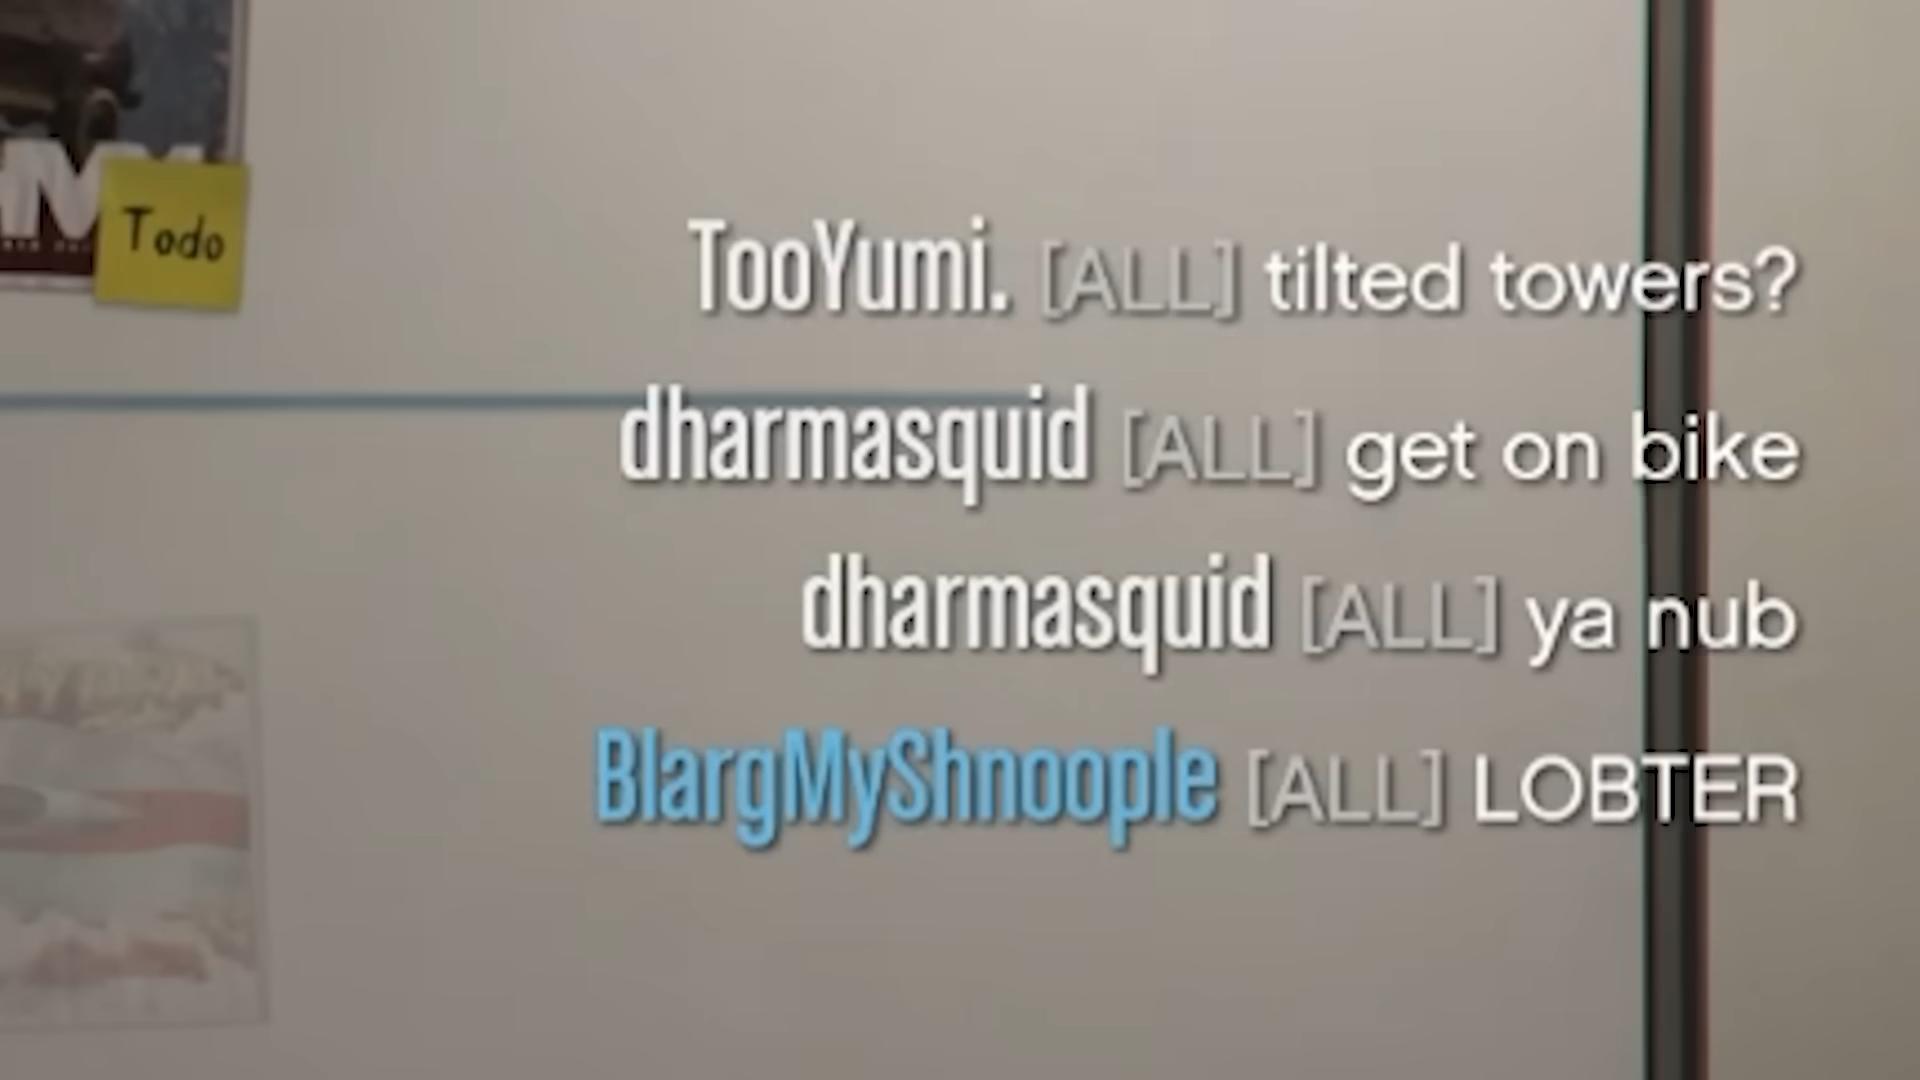 Todo
TooYumi. [ALL] tilted towers?
dharmasquid [ALL] get on bike
dharmasquid [ALL] ya nub
BlargMyShnoople [ALL] LOBTER